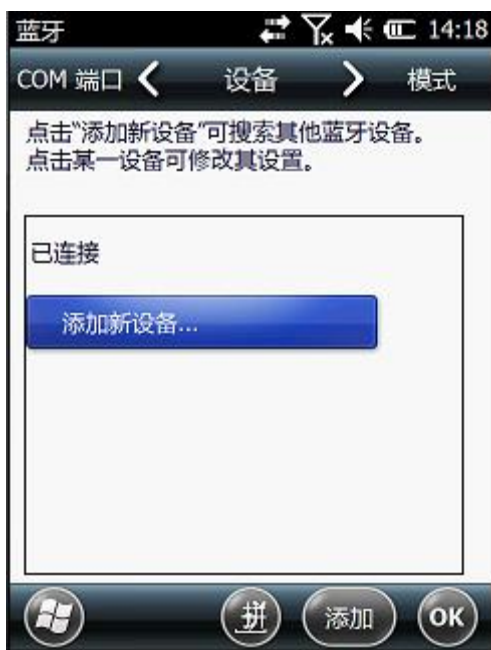 蓝牙 14:18
COM 端口 设备 模式
点击"添加新设备"可搜索其他蓝牙设备。
点击某一设备可修改其设置。
已连接
添加新设备...
拼 添加 OK